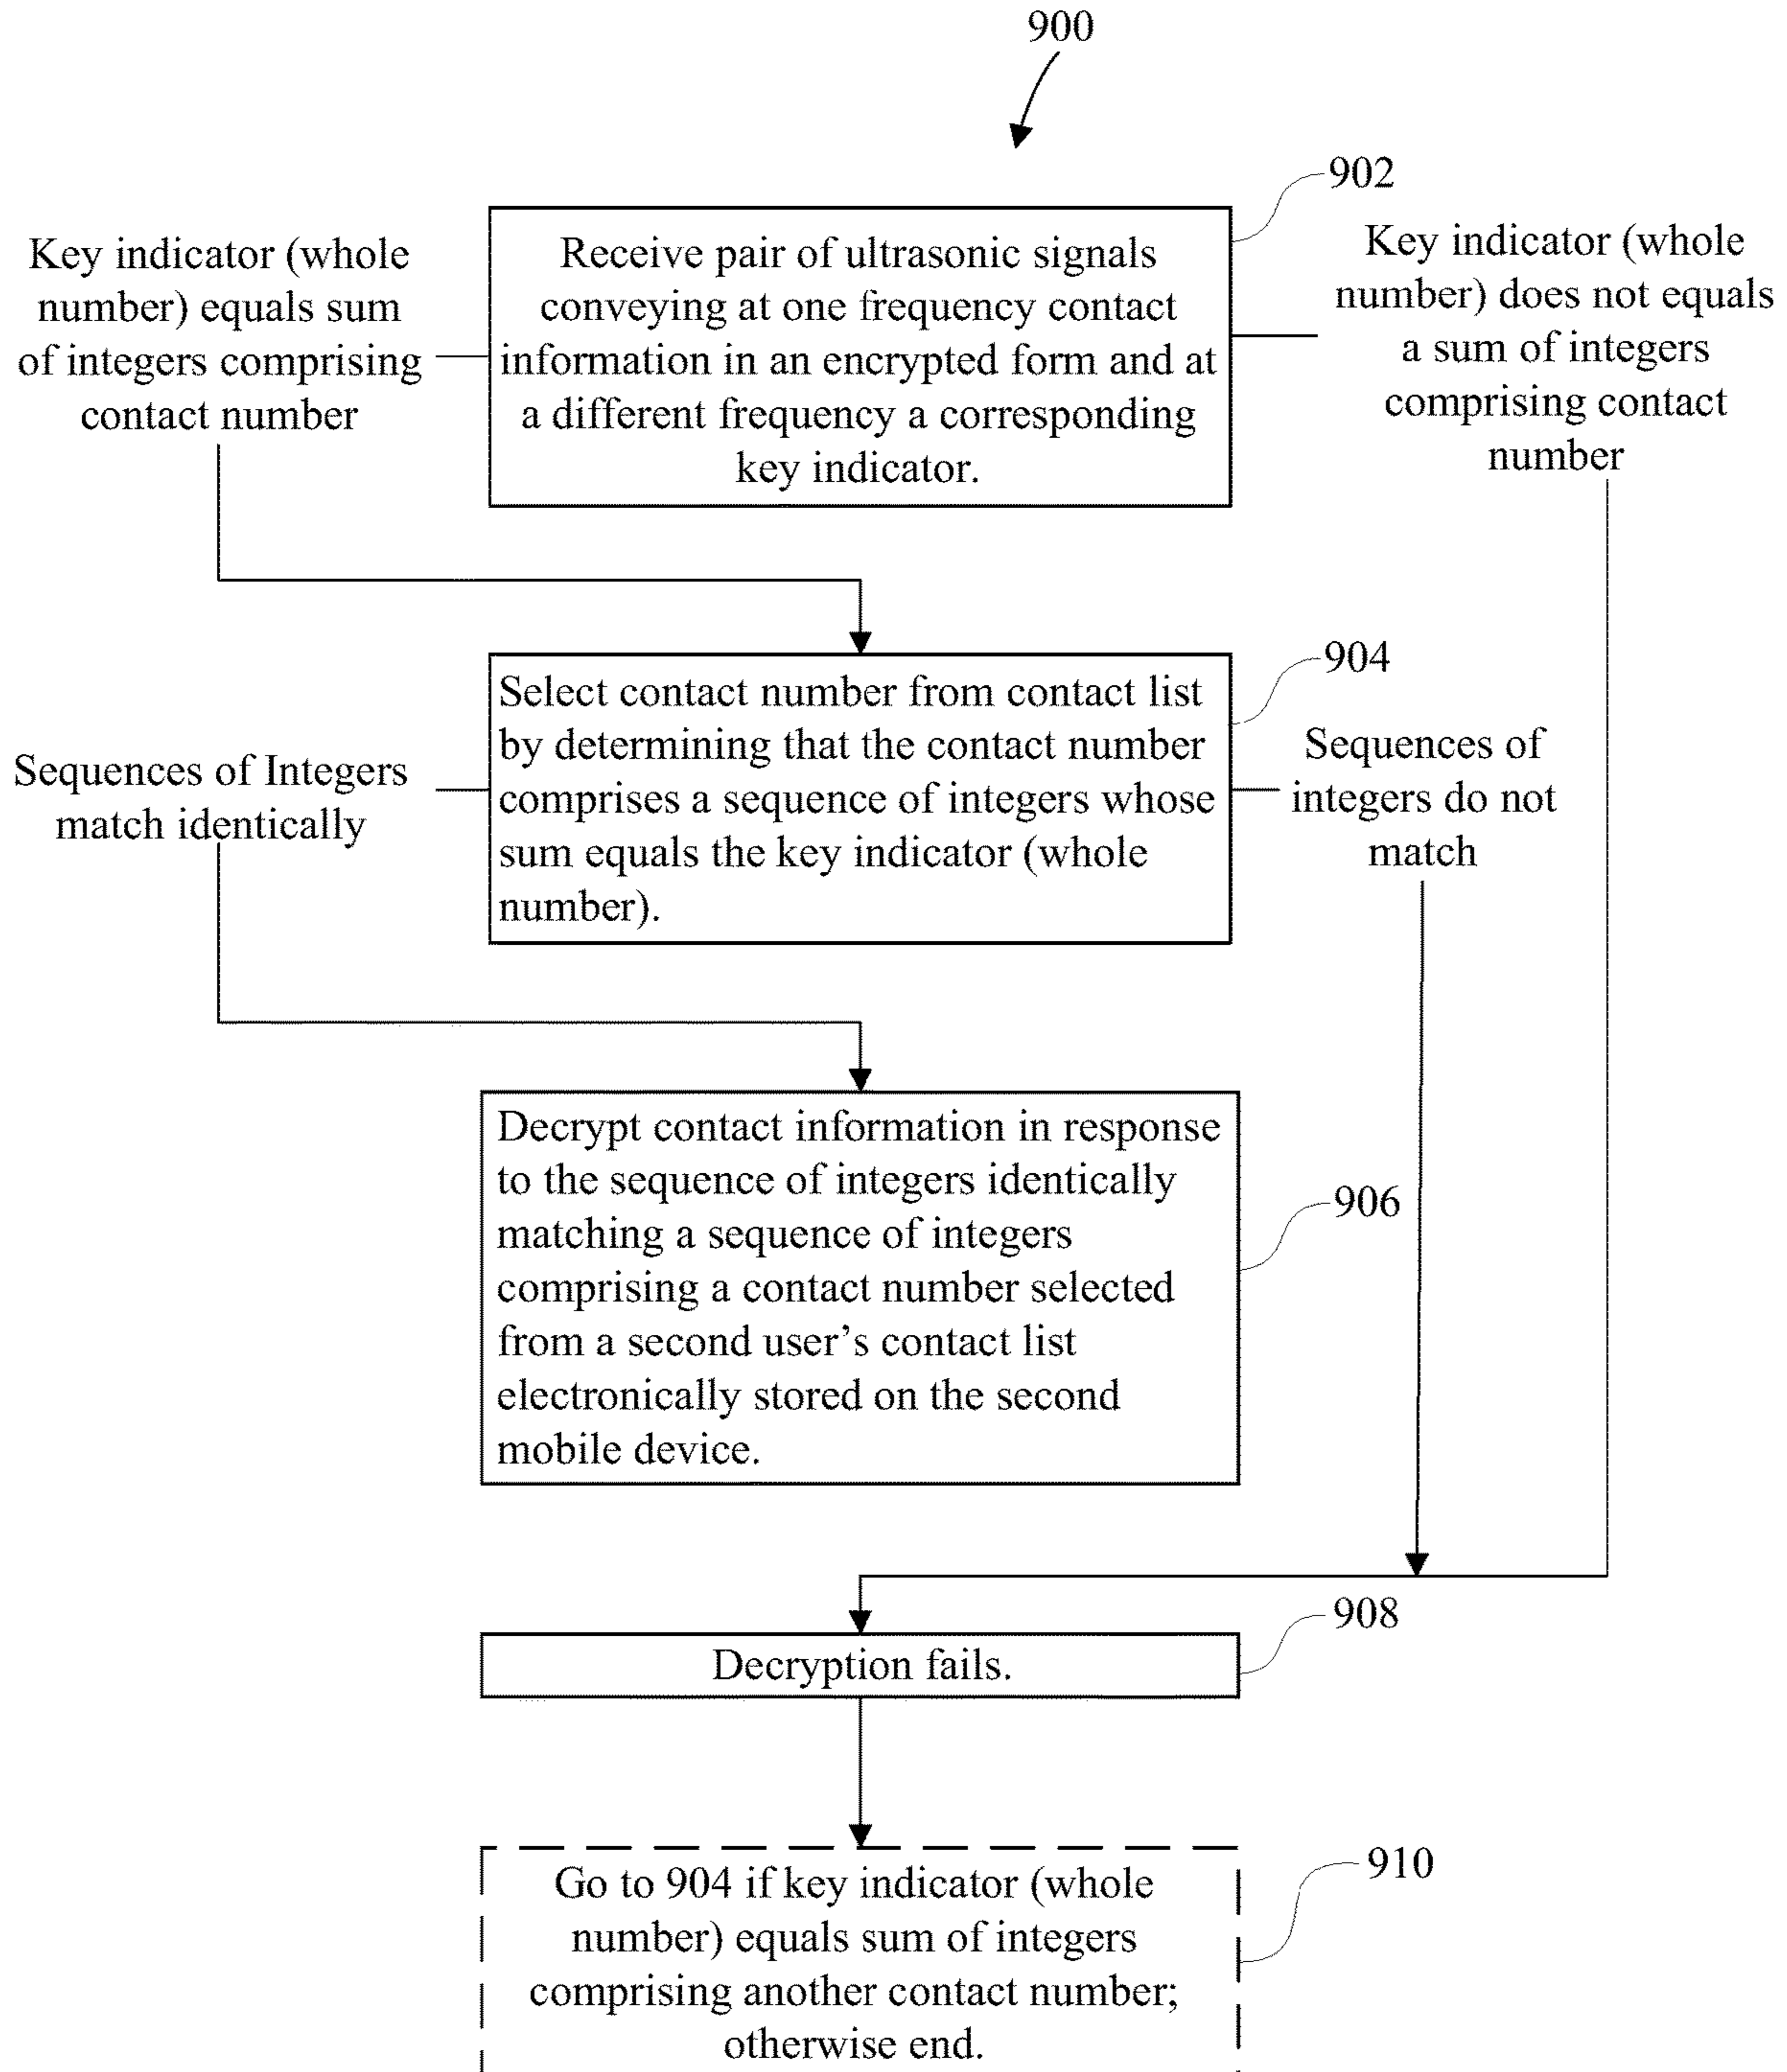 900
902
Key indicator (whole
number) equals sum
of integers comprising
contact number
Receive pair of ultrasonic signals
conveying at one frequency contact
information in an encrypted form and at
a different frequency a corresponding
key indicator.
Key indicator (whole
number) does not equals
a sum of integers
comprising contact
number
904
Sequences of Integers
match identically
Select contact number from contact list
by determining that the contact number
comprises a sequence of integers whose
sum equals the key indicator (whole
number).
Sequences of
integers do not
match
Decrypt contact information in response
to the sequence of integers identically
matching a sequence of integers
comprising a contact number selected
from a second user’s contact list
electronically stored on the second
mobile device.
906
908
Decryption fails.
910
Go to 904 if key indicator (whole
number) equals sum of integers
comprising another contact number;
otherwise end.